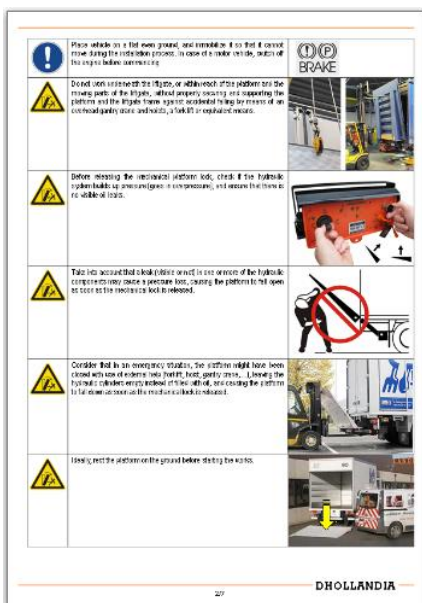 Place vehicle on a flat even ground, and immobilize it so that it cannot
move during the installation process. In case of a motor vehicle, switch off
the engine before commencing.
BRAKE
Do not work underneath the liftgate, or within reach of the platform and the
moving parts of the liftgate, without properly securing and supporting the
platform and the liftgate frame against accidental falling by means of an
overhead gantry crane and hoists, a fork lift or equivalent means.
Before releasing the mechanical platform lock, check if the hydraulic
system builds up pressure (goes in overpressure), and ensure that there is
no visible oil leaks.
Take into account that a leak (visible or not) in one or more of the hydraulic
components may cause a pressure loss, causing the platform to fall open
as soon as the mechanical lock is released.
Consider that in an emergency situation, the platform might have been
closed with use of external help (forklift, hoist, gantry crane, ...), leaving the
hydraulic cylinders empty instead of filled with oil, and causing the platform
to fall down as soon as the mechanical lock is released.
Ideally, rest the platform on the ground before starting the works.
DHOLLANDIA